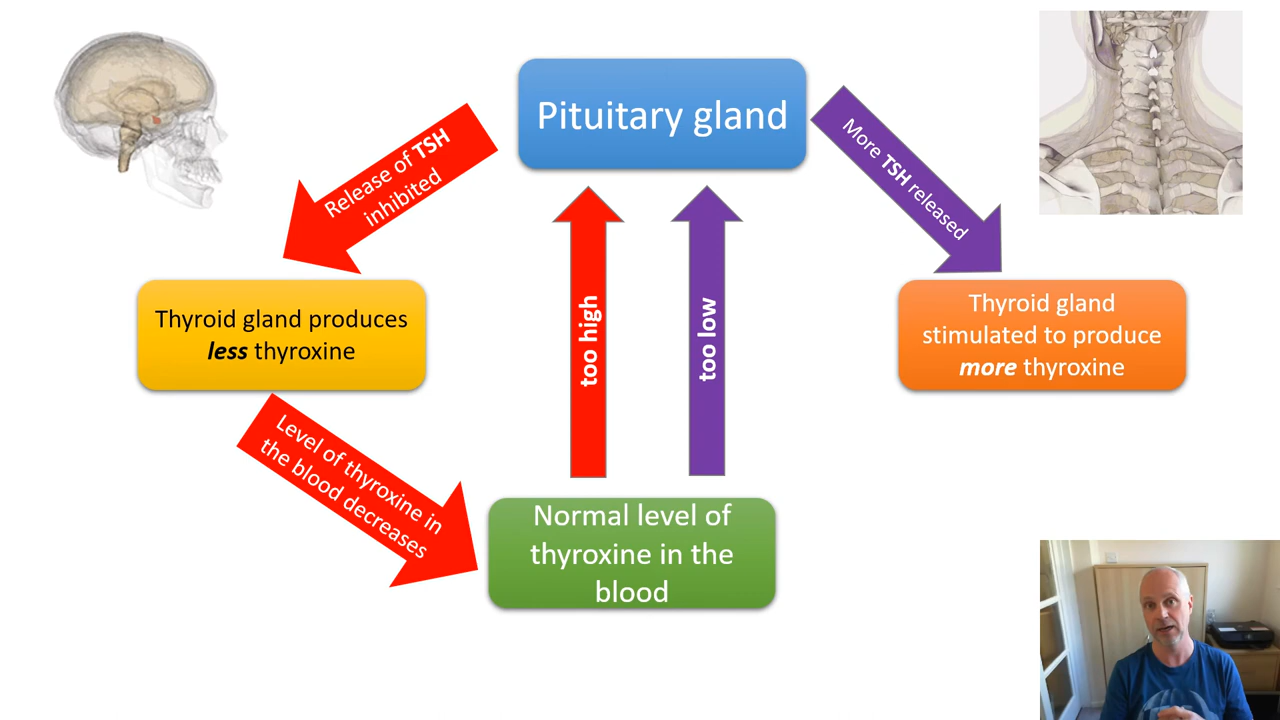 Pituitary gland
Release of TSH
inhibited
More TSH released
Thyroid gland produces
less thyroxine
too high
too low
Thyroid gland
stimulated to produce
more thyroxine
Level of thyroxine in
the blood decreases
Normal level of
thyroxine in the
blood